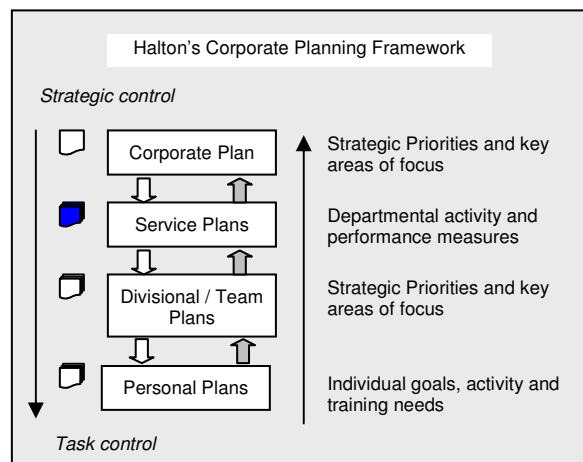 Halton's Corporate Planning Framework
Strategic control
Corporate Plan
Strategic Priorities and key
areas of focus
Service Plans
Departmental activity and
performance measures
Divisional / Team
Plans
Strategic Priorities and key
areas of focus
Personal Plans
Individual goals, activity and
training needs
Task control